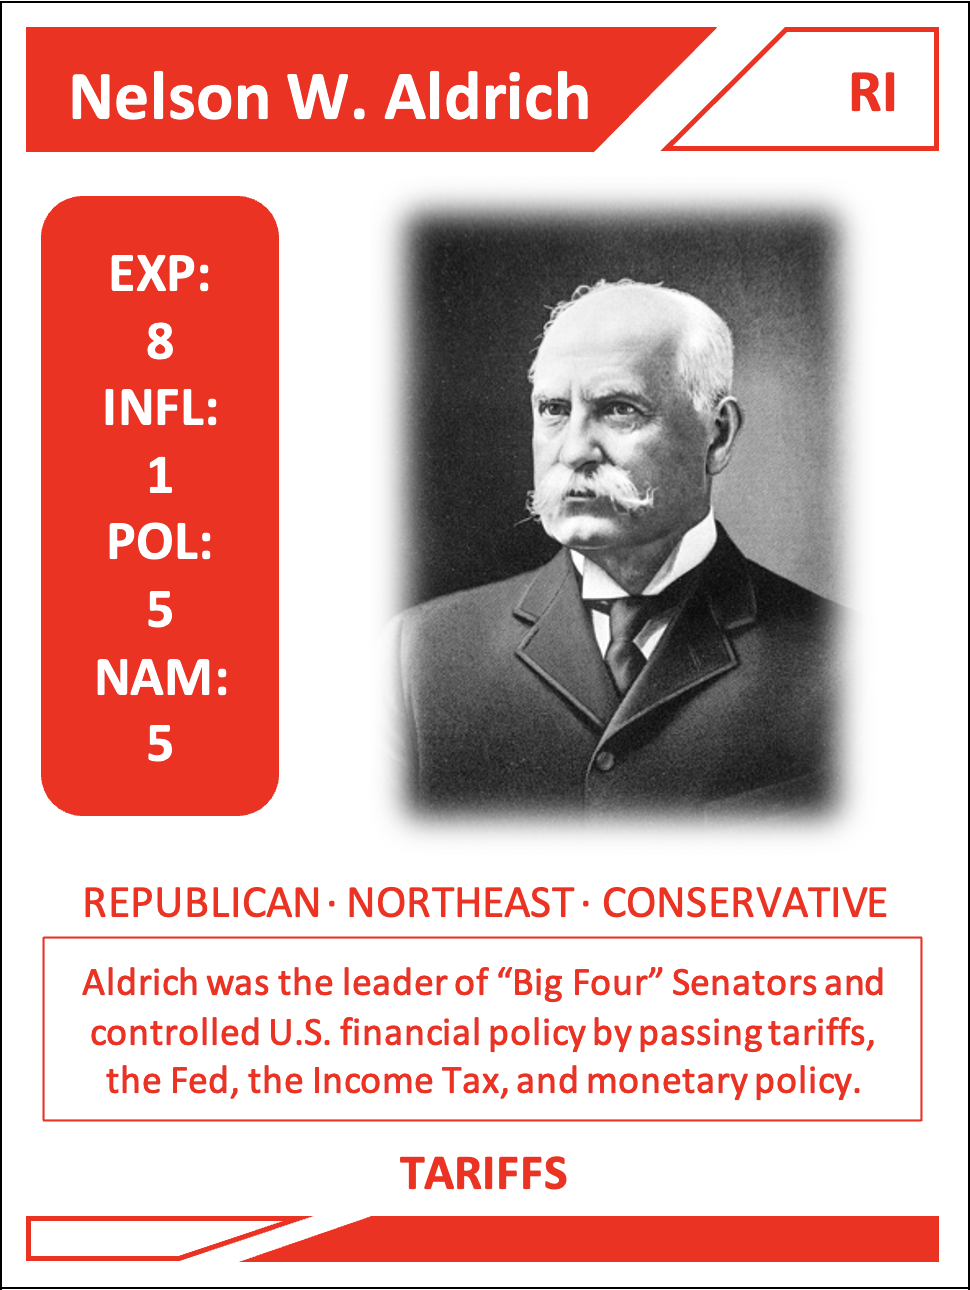 Nelson W. Aldrich
RI
EXP:
8
INFL:
1
POL:
5
NAM:
5
REPUBLICAN · NORTHEAST · CONSERVATIVE
Aldrich was the leader of “Big Four” Senators and
controlled U.S. financial policy by passing tariffs,
the Fed, the Income Tax, and monetary policy.
TARIFFS